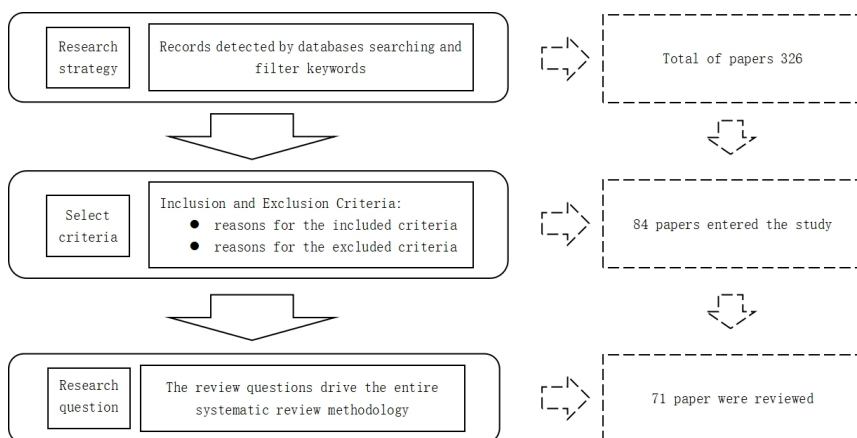 Research
strategy
Records detected by databases searching and
filter keywords
Total of papers 326
Select
criteria
Inclusion and Exclusion Criteria:
● reasons for the included criteria
● reasons for the excluded criteria
84 papers entered the study
Research
question
The review questions drive the entire
systematic review methodology
71 paper were reviewed